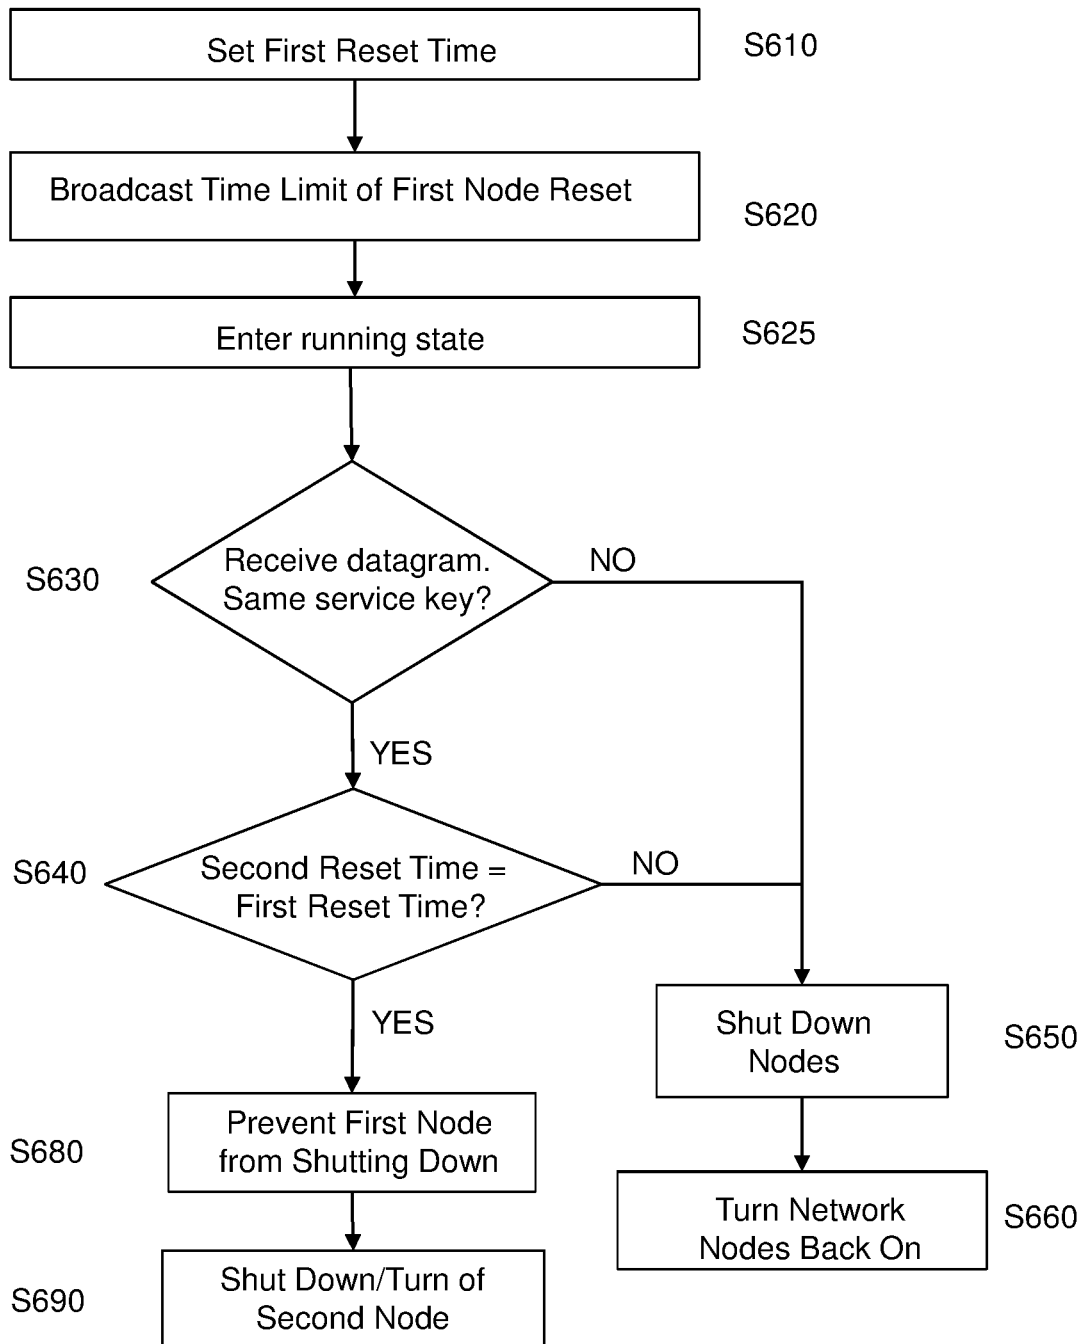 Set First Reset Time
S610
Broadcast Time Limit of First Node Reset
S620
Enter running state
S625
S630
Receive datagram.
Same service key?
NO
YES
S640
Second Reset Time =
First Reset Time?
NO
YES
Shut Down
Nodes
S650
S680
Prevent First Node
from Shutting Down
Turn Network
Nodes Back On
S660
S690
Shut Down/Turn of
Second Node